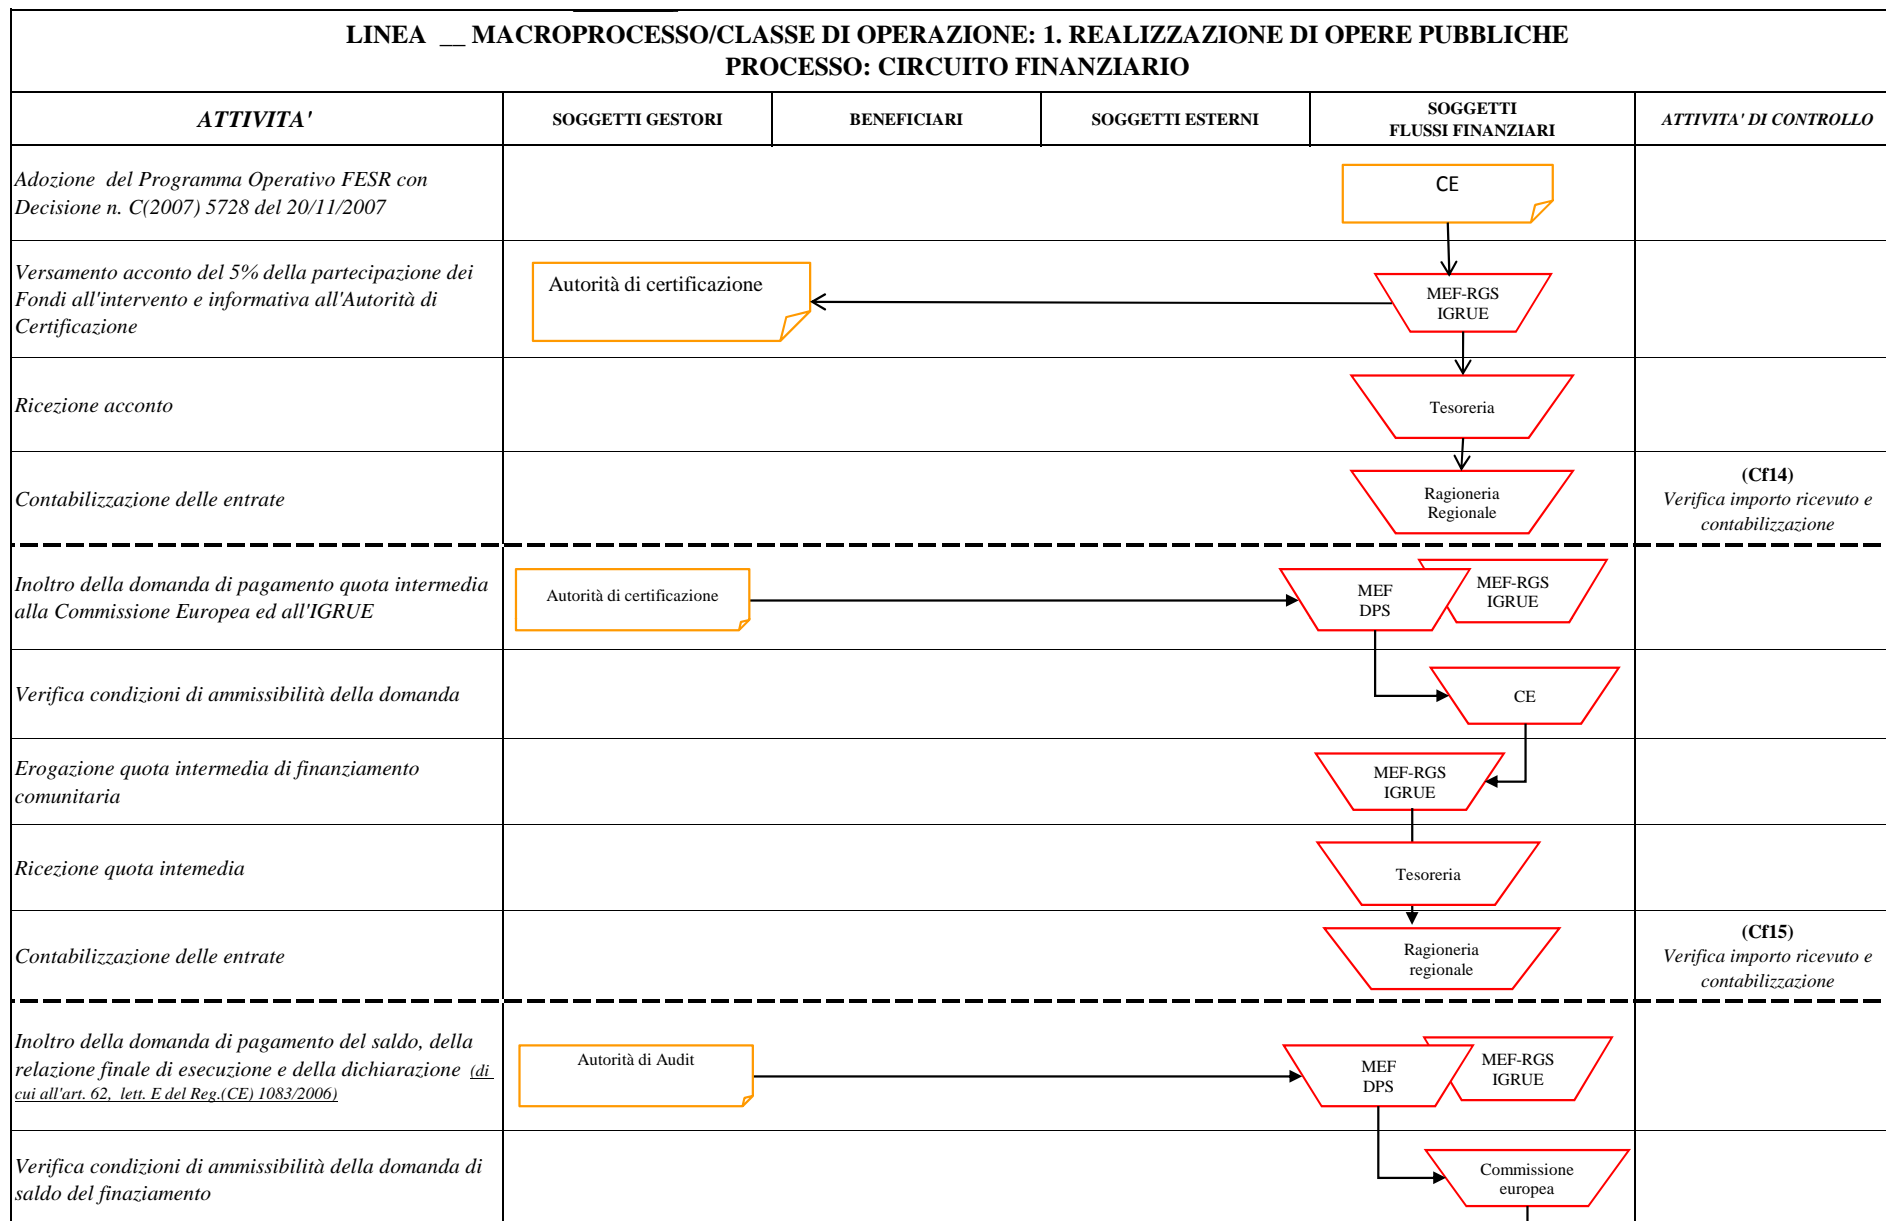 LINEA __ MACROPROCESSO/CLASSE DI OPERAZIONE: 1. REALIZZAZIONE DI OPERE PUBBLICHE
PROCESSO: CIRCUITO FINANZIARIO
ATTIVITA'
SOGGETTI GESTORI
BENEFICIARI
SOGGETTI ESTERNI
SOGGETTI
FLUSSI FINANZIARI
ATTIVITA' DI CONTROLLO
Adozione del Programma Operativo FESR con
Decisione n. C(2007) 5728 del 20/11/2007
CE
Versamento acconto del 5% della partecipazione dei
Fondi all'intervento e informativa all'Autorità di
Certificazione
Autorità di certificazione
MEF-RGS
IGRUE
Ricezione acconto
Tesoreria
Contabilizzazione delle entrate
Ragioneria
Regionale
(Cf14)
Verifica importo ricevuto e
contabilizzazione
Inoltro della domanda di pagamento quota intermedia
alla Commissione Europea ed all'IGRUE
Autorità di certificazione
MEF
DPS
MEF-RGS
IGRUE
Verifica condizioni di ammissibilità della domanda
CE
Erogazione quota intermedia di finanziamento
comunitaria
MEF-RGS
IGRUE
Ricezione quota intemedia
Tesoreria
Contabilizzazione delle entrate
Ragioneria
regionale
(Cf15)
Verifica importo ricevuto e
contabilizzazione
Inoltro della domanda di pagamento del saldo, della
relazione finale di esecuzione e della dichiarazione (di
cui all'art. 62, lett. E del Reg.(CE) 1083/2006)
Autorità di Audit
MEF
DPS
MEF-RGS
IGRUE
Verifica condizioni di ammissibilità della domanda di
saldo del finaziamento
Commissione
europea